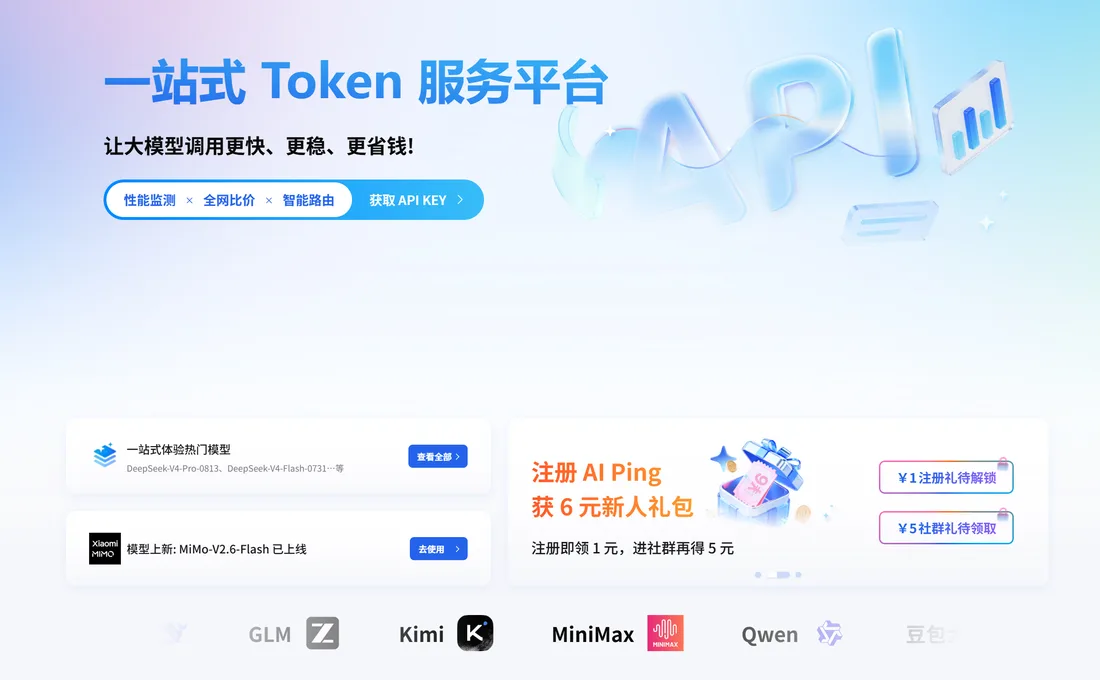 一站式 Token 服务平台
让大模型调用更快、更稳、更省钱!
性能监测 × 全网比价 × 智能路由 获取 API KEY
API
一站式体验热门模型
DeepSeek-V4-Pro-0813、DeepSeek-V4-Flash-0731…等
查看全部
Xiaomi
MiMO
模型上新: MiMo-V2.6-Flash 已上线
去使用
注册 AI Ping
获 6 元新人礼包
注册即领 1 元，进社群再得 5 元
￥1注册礼待解锁
￥5社群礼待领取
GLM
Kimi
MiniMax
MINIMAX
Qwen
豆包